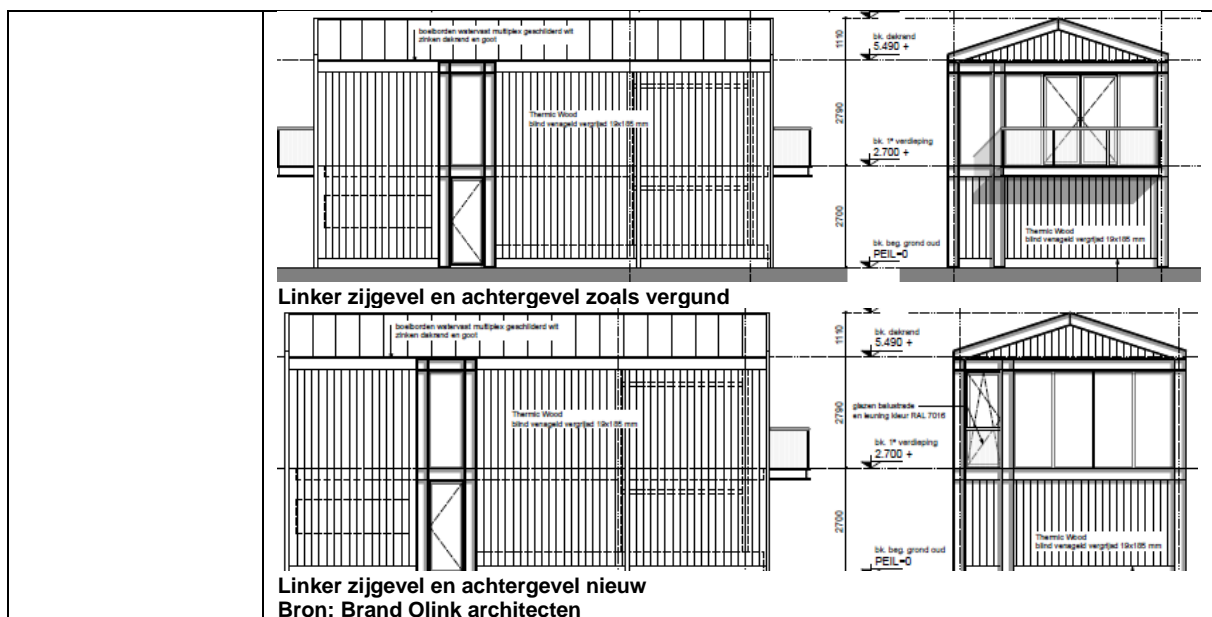 boeiborden watervast multiplex geschilderd wit
zinken dakrand en goot
Thermic Wood
blind venageld vergrijsd 19x185 mm
1110
bk. dakrand
5.490 +
2790
bk. 1e verdieping
2.700 +
2700
bk. beg. grond oud
PEIL=0
Thermic Wood
blind venageld vergrijsd 19x185 mm
Linker zijgevel en achtergevel zoals vergund
boeiborden watervast multiplex geschilderd wit
zinken dakrand en goot
Thermic Wood
blind venageld vergrijsd 19x185 mm
1110
bk. dakrand
5.490 +
2790
glazen balustrade
en leuning kleur RAL 7016
bk. 1e verdieping
2.700 +
2700
bk. beg. grond oud
PEIL=0
Thermic Wood
blind venageld vergrijsd 19x185 mm
Linker zijgevel en achtergevel nieuw
Bron: Brand Olink architecten